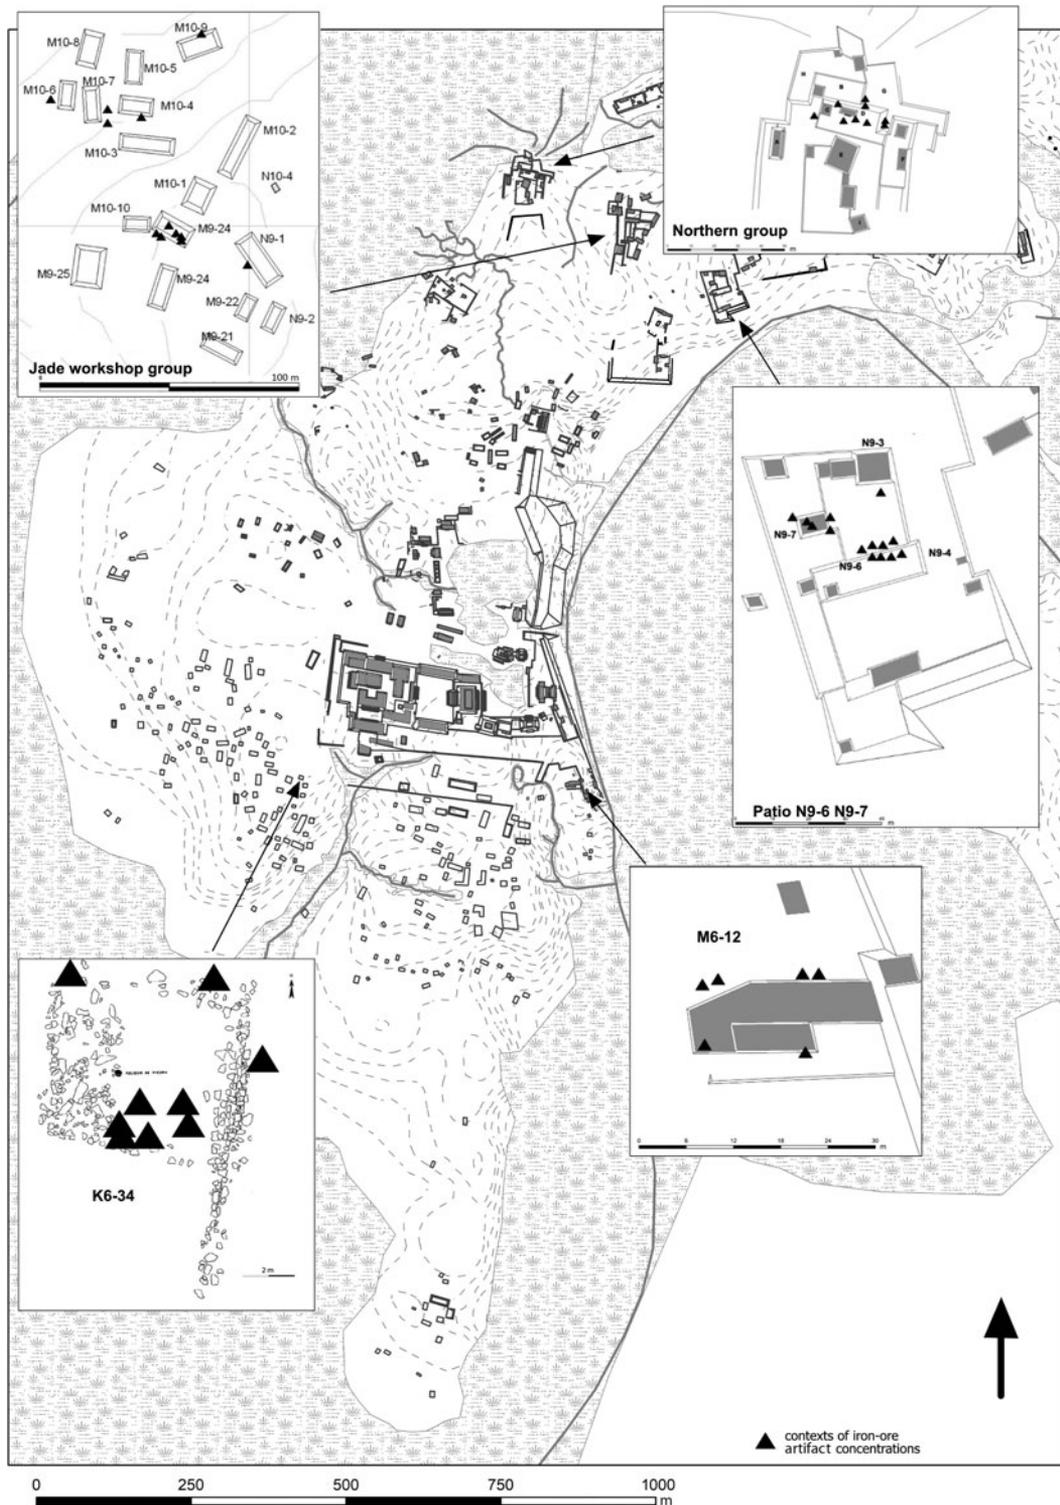 M10-9
M10-8
M10-5
M10-7
M10-6
M10-4
M10-2
M10-3
N10-4
M10-1
M10-10
M9-24
N9-1
M9-25
M9-24
M9-22
N9-2
M9-21
Jade workshop group
100 m
Northern group
m
N9-3
N9-7
N9-4
N9-6
Patio N9-6 N9-7
M6-12
0 6 12 18 24 30
m
K6-34
2 m
contexts of iron-ore
artifact concentrations
0 250 500 750 1000
m